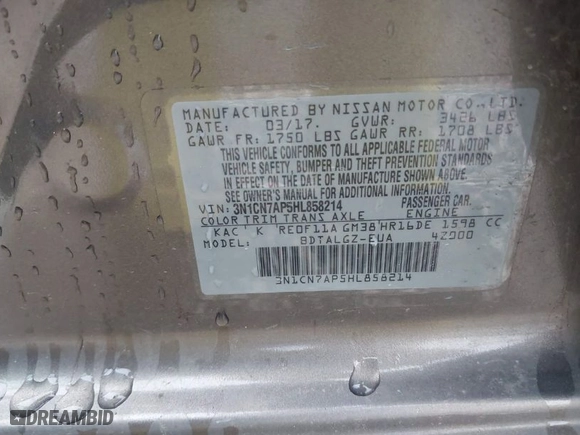 MANUFACTURED BY NISSAN MOTOR CO., LTD.
DATE: 03/17. GVWR: 3426 LBS
GAWR FR: 1750 LBS GAWR RR: 1708 LBS
THIS VEHICLE CONFORMS TO ALL APPLICABLE FEDERAL MOTOR
VEHICLE SAFETY, BUMPER AND THEFT PREVENTION STANDARDS
IN EFFECT ON THE DATE OF MANUFACTURE SHOWN ABOVE.
SEE OWNER'S MANUAL FOR ADDITIONAL INFORMATION.
VIN: 3N1CN7AP5HL858214 PASSENGER CAR.
COLOR TRIM TRANS AXLE ENGINE
KAC K RE0F11A GM38 HR16DE 1598 CC
BDTALGZ-EUA 42000
3N1CN7AP5HL858214
DREAMBID